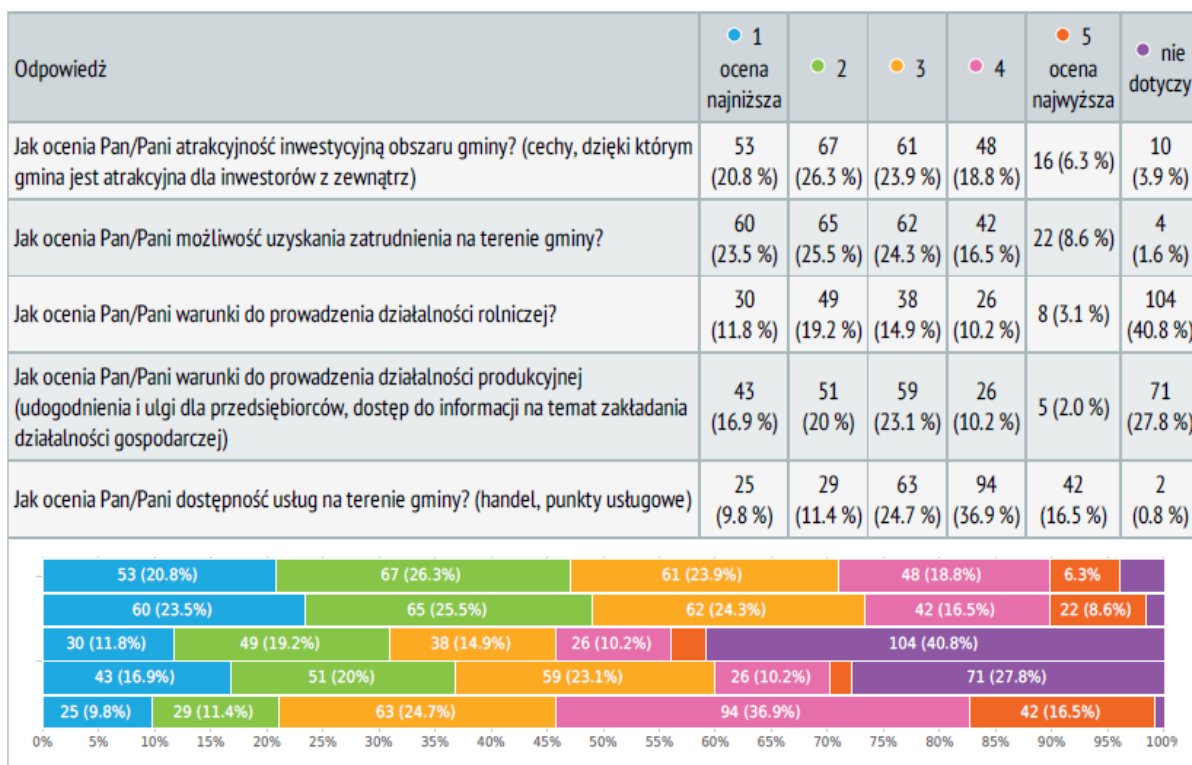 Odpowiedź
1
ocena
najniższa
2
3
4
5
ocena
najwyższa
nie
dotyczy
Jak ocenia Pan/Pani atrakcyjność inwestycyjną obszaru gminy? (cechy, dzięki którym
gmina jest atrakcyjna dla inwestorów z zewnątrz)
53
(20.8 %)
67
(26.3 %)
61
(23.9 %)
48
(18.8 %)
16 (6.3 %)
10
(3.9 %)
Jak ocenia Pan/Pani możliwość uzyskania zatrudnienia na terenie gminy?
60
(23.5 %)
65
(25.5 %)
62
(24.3 %)
42
(16.5 %)
22 (8.6 %)
4
(1.6 %)
Jak ocenia Pan/Pani warunki do prowadzenia działalności rolniczej?
30
(11.8 %)
49
(19.2 %)
38
(14.9 %)
26
(10.2 %)
8 (3.1 %)
104
(40.8 %)
Jak ocenia Pan/Pani warunki do prowadzenia działalności produkcyjnej
(udogodnienia i ulgi dla przedsiębiorców, dostęp do informacji na temat zakładania
działalności gospodarczej)
43
(16.9 %)
51
(20 %)
59
(23.1 %)
26
(10.2 %)
5 (2.0 %)
71
(27.8 %)
Jak ocenia Pan/Pani dostępność usług na terenie gminy? (handel, punkty usługowe)
25
(9.8 %)
29
(11.4 %)
63
(24.7 %)
94
(36.9 %)
42
(16.5 %)
2
(0.8 %)
53 (20.8%) 67 (26.3%) 61 (23.9%) 48 (18.8%) 6.3%
60 (23.5%) 65 (25.5%) 62 (24.3%) 42 (16.5%) 22 (8.6%)
30 (11.8%) 49 (19.2%) 38 (14.9%) 26 (10.2%) 104 (40.8%)
43 (16.9%) 51 (20%) 59 (23.1%) 26 (10.2%) 71 (27.8%)
25 (9.8%) 29 (11.4%) 63 (24.7%) 94 (36.9%) 42 (16.5%)
0% 5% 10% 15% 20% 25% 30% 35% 40% 45% 50% 55% 60% 65% 70% 75% 80% 85% 90% 95% 100%